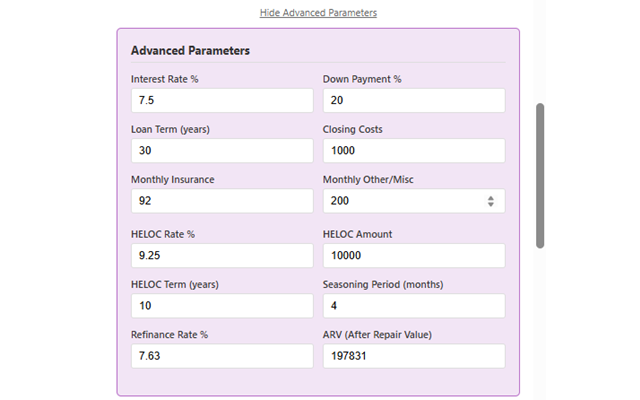 Hide Advanced Parameters
Advanced Parameters
Interest Rate % Down Payment %
7.5 20
Loan Term (years) Closing Costs
30 1000
Monthly Insurance Monthly Other/Misc
92 200
HELOC Rate % HELOC Amount
9.25 10000
HELOC Term (years) Seasoning Period (months)
10 4
Refinance Rate % ARV (After Repair Value)
7.63 197831